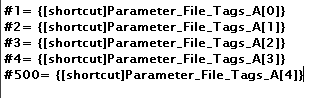 #1= {[shortcut]Parameter_File_Tags_A[0]}
#2= {[shortcut]Parameter_File_Tags_A[1]}
#3= {[shortcut]Parameter_File_Tags_A[2]}
#4= {[shortcut]Parameter_File_Tags_A[3]}
#500= {[shortcut]Parameter_File_Tags_A[4]}